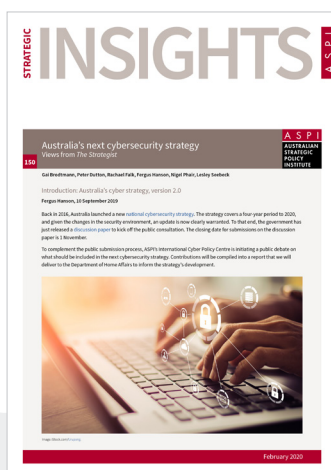 STRATEGIC
INSIGHTS
ASPI
Australia's next cybersecurity strategy
Views from The Strategist
ASPI
AUSTRALIAN
STRATEGIC
POLICY
INSTITUTE
150
Gai Brodtmann, Peter Dutton, Rachael Falk, Fergus Hanson, Nigel Phair, Lesley Seebeck
Introduction: Australia's cyber strategy, version 2.0
Fergus Hanson, 10 September 2019
Back in 2016, Australia launched a new national cybersecurity strategy. The strategy covers a four-year period to 2020,
and given the changes in the security environment, an update is now clearly warranted. To that end, the government has
just released a discussion paper to kick off the public consultation. The closing date for submissions on the discussion
paper is 1 November.
To complement the public submission process, ASPI's International Cyber Policy Centre is initiating a public debate on
what should be included in the next cybersecurity strategy. Contributions will be compiled into a report that we will
deliver to the Department of Home Affairs to inform the strategy's development.
February 2020